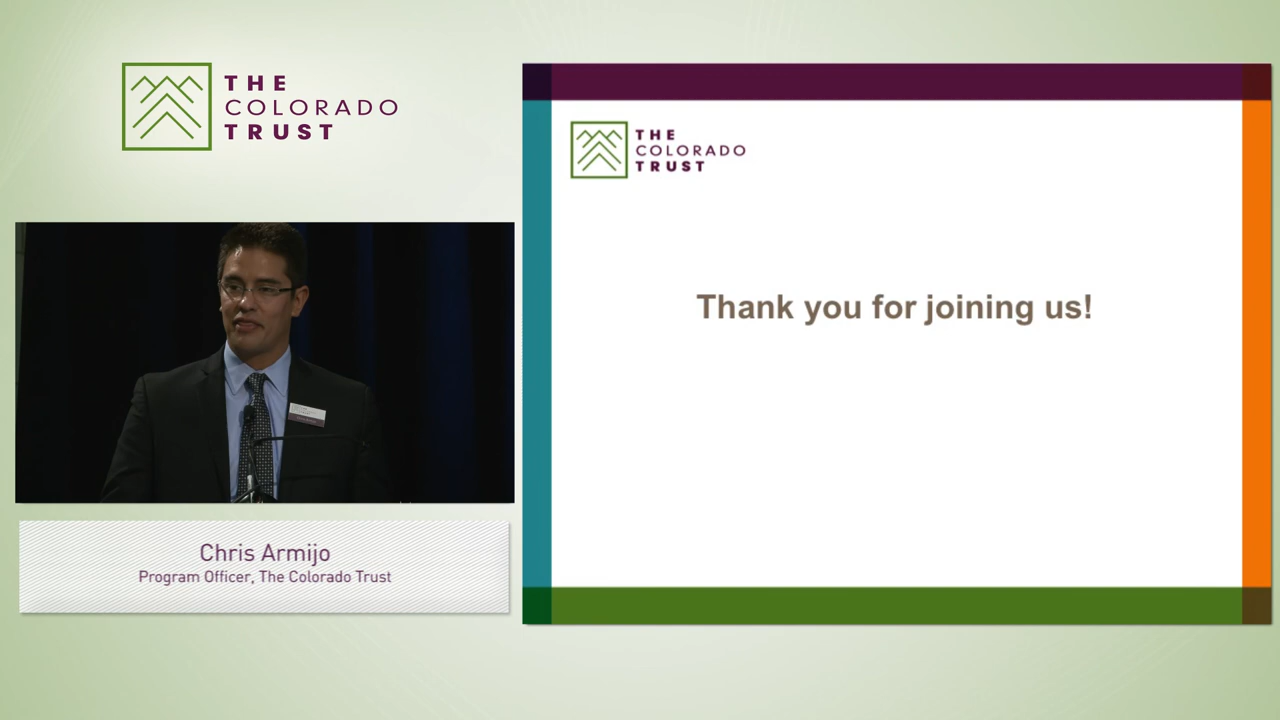 THE
COLORADO
TRUST
Chris Armijo
Program Officer, The Colorado Trust
THE
COLORADO
TRUST
Thank you for joining us!